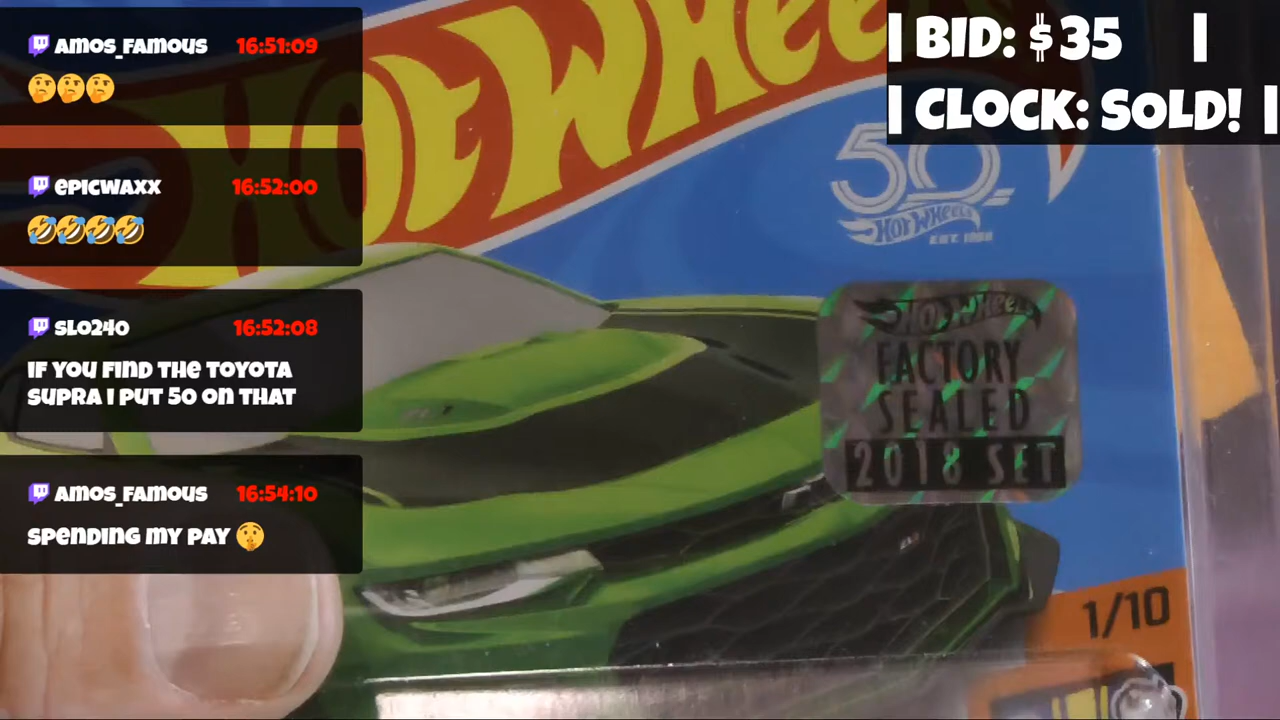 AMOS_FAMOUS 16:51:09
🤔🤔🤔
EPICWAXX 16:52:00
🤣🤣🤣🤣
SLO240 16:52:08
IF YOU FIND THE TOYOTA
SUPRA I PUT 50 ON THAT
AMOS_FAMOUS 16:54:10
SPENDING MY PAY 🤫
| BID: $35 |
| CLOCK: SOLD! |
HOT WHEELS
50
HOT WHEELS
EST. 1968
HOT WHEELS
FACTORY
SEALED
2018 SET
ZL1
1/10